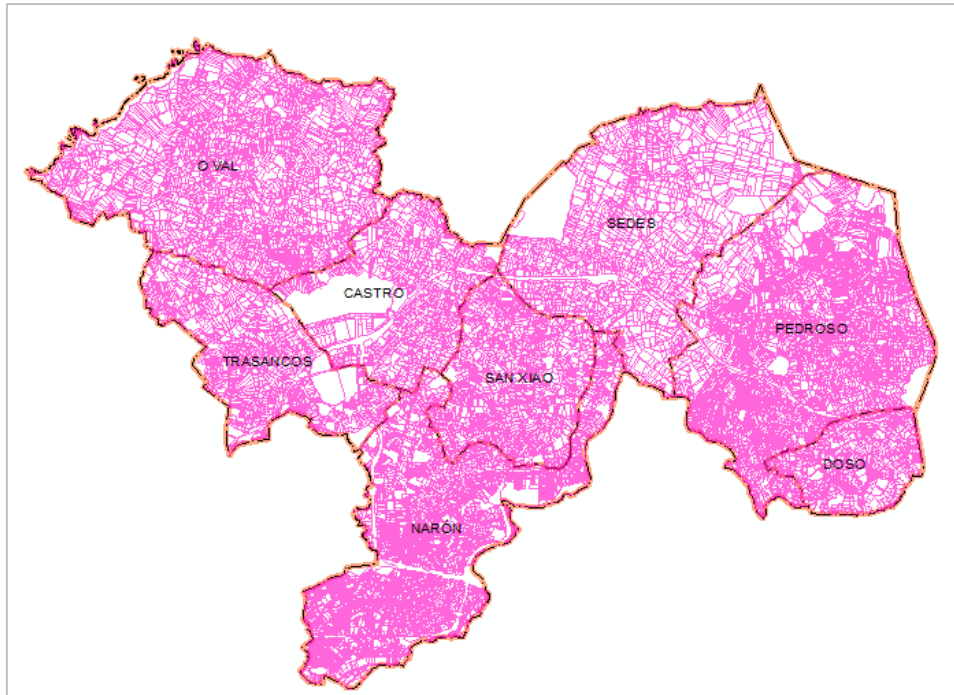 O VAL
SEDES
CASTRO
PEDROSO
TRASANCOS
SAN XIAO
DOSO
NARÓN